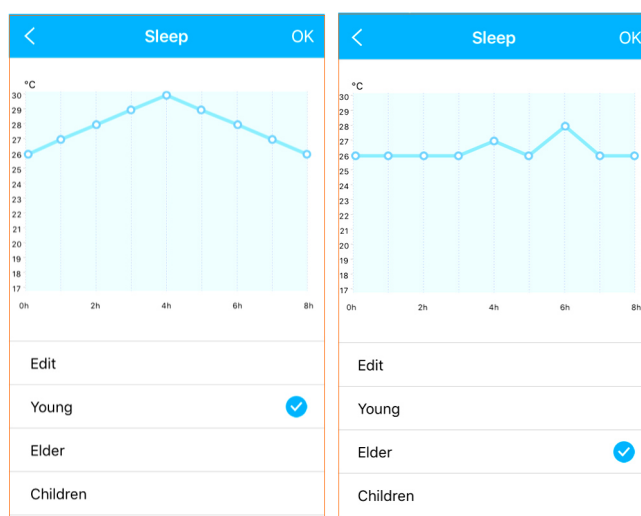 Sleep OK
°C
30
29
28
27
26
25
24
23
22
21
20
19
18
17
0h 2h 4h 6h 8h
Edit
Young
Elder
Children
Sleep OK
°C
30
29
28
27
26
25
24
23
22
21
20
19
18
17
0h 2h 4h 6h 8h
Edit
Young
Elder
Children